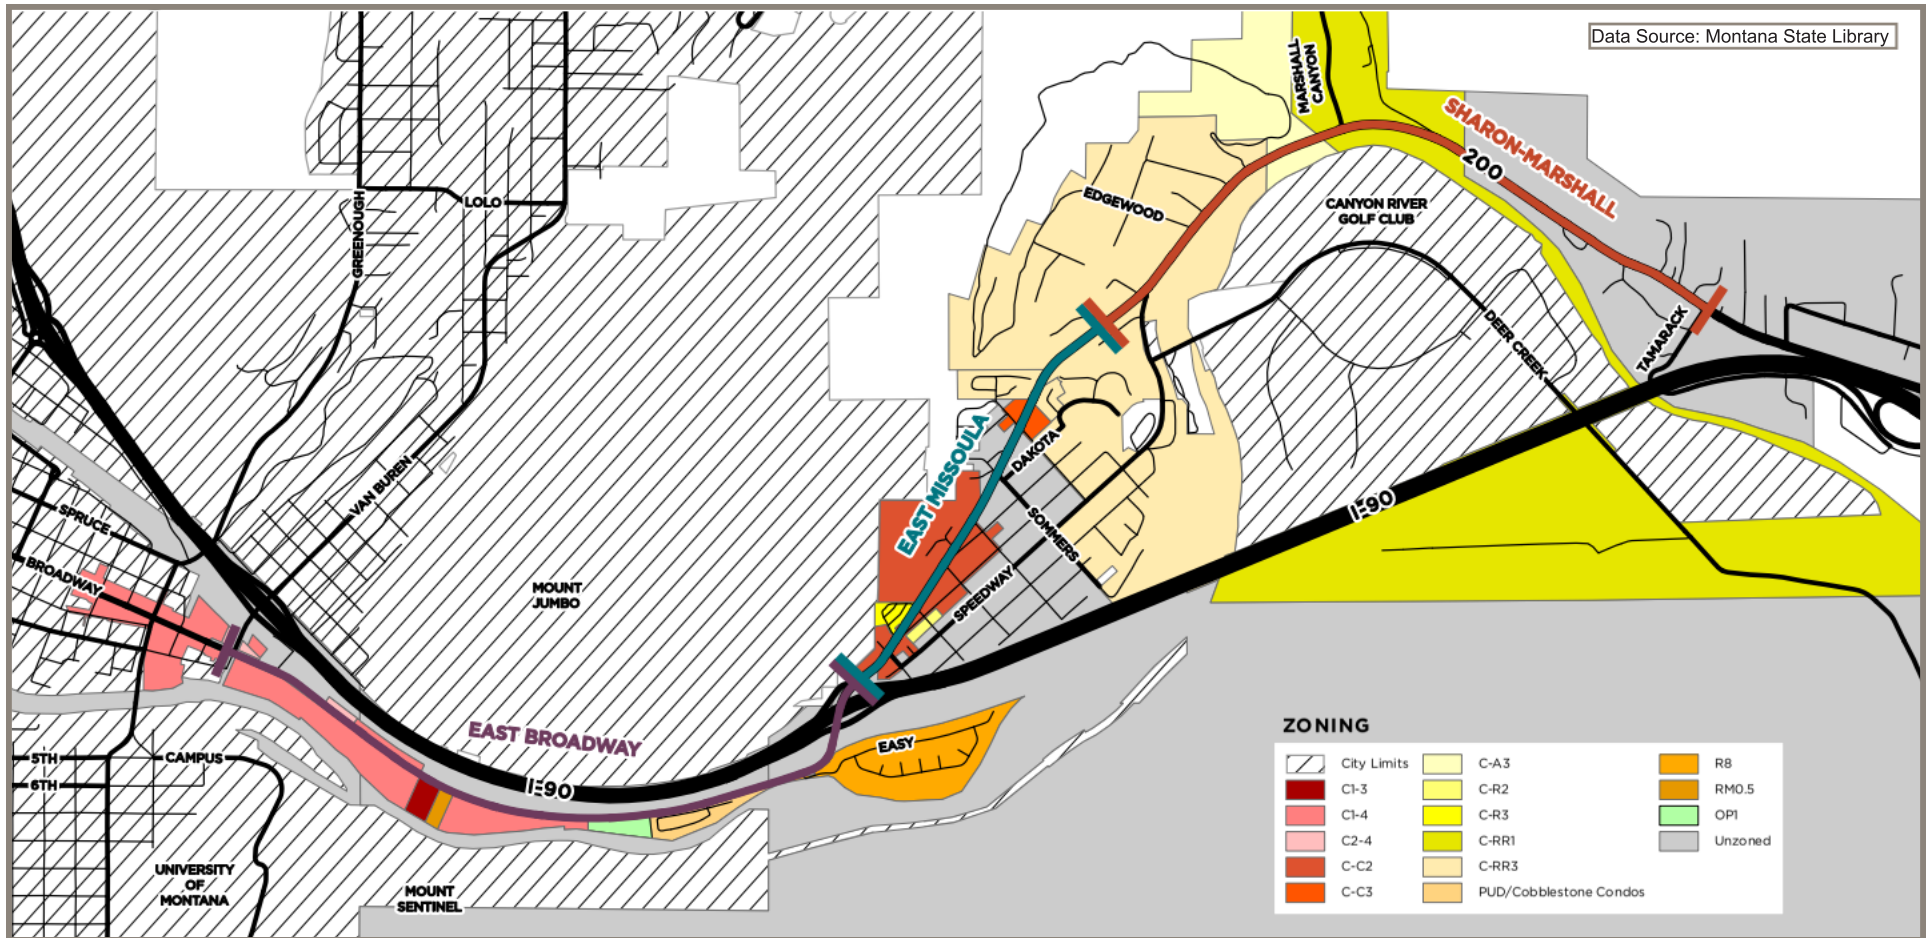 Data Source: Montana State Library
MARSHALL
CANYON
SHARON-MARSHALL
200
EDGEWOOD
CANYON RIVER
GOLF CLUB
LOLO
GREENOUGH
DEER CREEK
TAMARACK
EAST MISSOULA
DAKOTA
VAN BUREN
I-90
SOMMERS
SPRUCE
BROADWAY
MOUNT
JUMBO
SPEEDWAY
EAST BROADWAY
EASY
5TH
CAMPUS
6TH
I-90
UNIVERSITY
OF
MONTANA
MOUNT
SENTINEL
ZONING
City Limits
C1-3
C1-4
C2-4
C-C2
C-C3
C-A3
C-R2
C-R3
C-RR1
C-RR3
PUD/Cobblestone Condos
R8
RM0.5
OP1
Unzoned